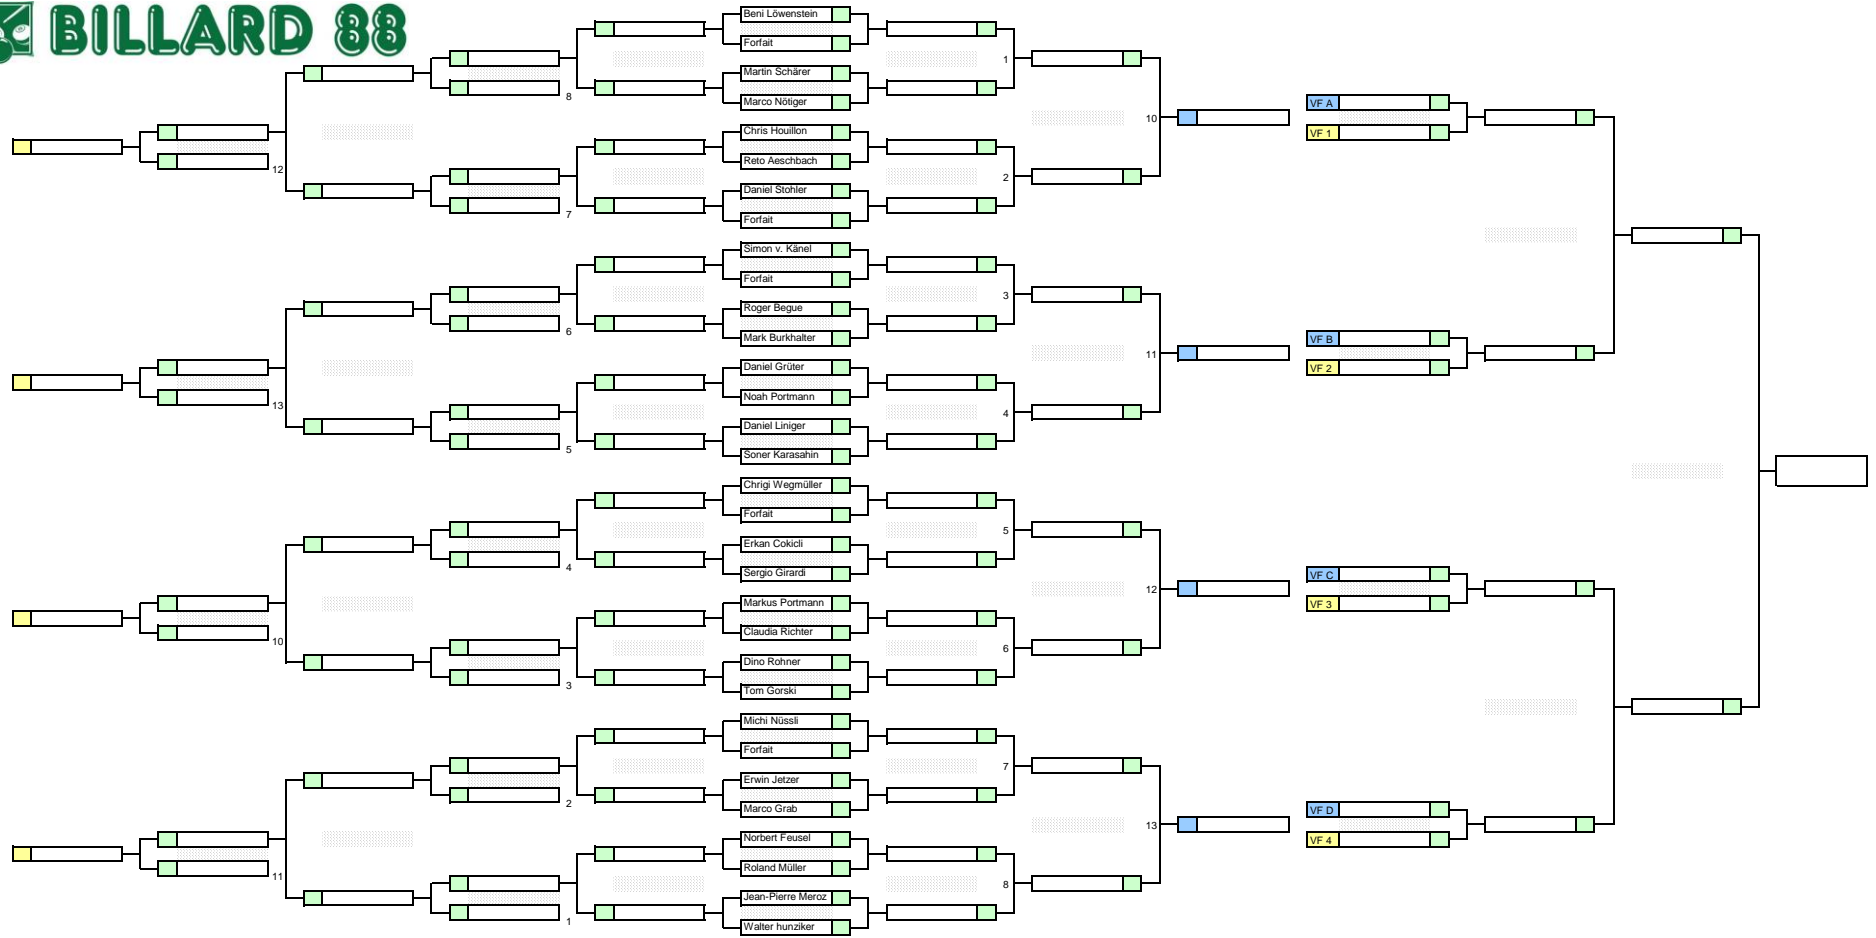 BILLARD 88
Beni Löwenstein
Forfait
1
Martin Schärer
8
Marco Nötiger
10
VF A
Chris Houillon
VF 1
12
Reto Aeschbach
2
Daniel Stohler
7
Forfait
Simon v. Känel
Forfait
3
Roger Begue
6
Mark Burkhalter
11
VF B
Daniel Grüter
VF 2
13
Noah Portmann
4
Daniel Liniger
5
Soner Karasahin
Chrigi Wegmüller
Forfait
5
Erkan Cokicli
4
Sergio Girardi
12
VF C
Markus Portmann
VF 3
10
Claudia Richter
6
Dino Rohner
3
Tom Gorski
Michi Nüssli
Forfait
7
Erwin Jetzer
2
Marco Grab
13
VF D
Norbert Feusel
VF 4
11
Roland Müller
8
Jean-Pierre Meroz
1
Walter hunziker